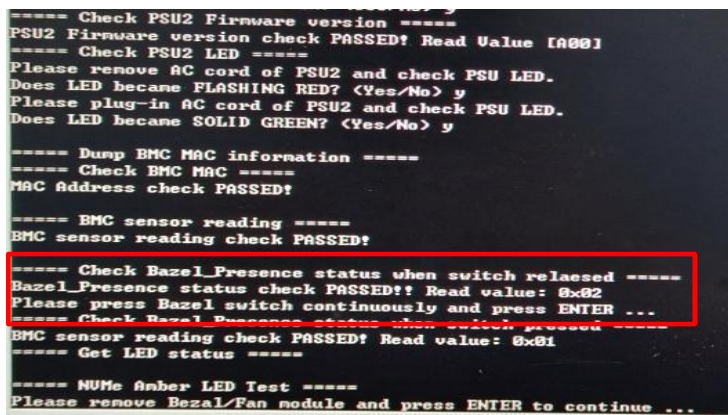 ===== Check PSU2 Firmware version =====
PSU2 Firmware version check PASSED! Read Value [A00]
===== Check PSU2 LED =====
Please remove AC cord of PSU2 and check PSU LED.
Does LED became FLASHING RED? (Yes/No) y
Please plug-in AC cord of PSU2 and check PSU LED.
Does LED became SOLID GREEN? (Yes/No) y
===== Dump BMC MAC information =====
===== Check BMC MAC =====
MAC Address check PASSED!
===== BMC sensor reading =====
BMC sensor reading check PASSED!
===== Check Bazel_Presence status when switch relaesed =====
Bazel_Presence status check PASSED!! Read value: 0x02
Please press Bazel switch continuously and press ENTER ...
===== Check Bazel_Presence status when switch pressed =====
BMC sensor reading check PASSED! Read value: 0x01
===== Get LED status =====
===== NVMe Amber LED Test =====
Please remove Bezal/Fan module and press ENTER to continue ...